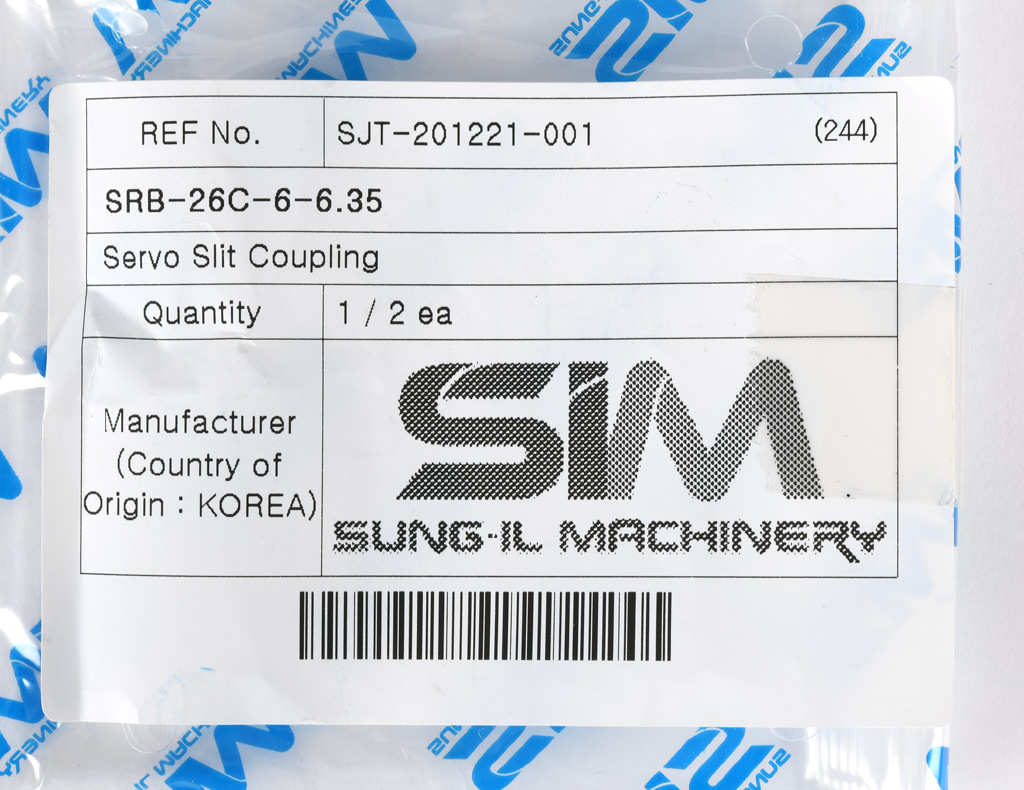 REF No. SJT-201221-001 (244)
SRB-26C-6-6.35
Servo Slit Coupling
Quantity 1 / 2 ea
Manufacturer
(Country of
Origin : KOREA)
SIM
SUNG-IL MACHINERY